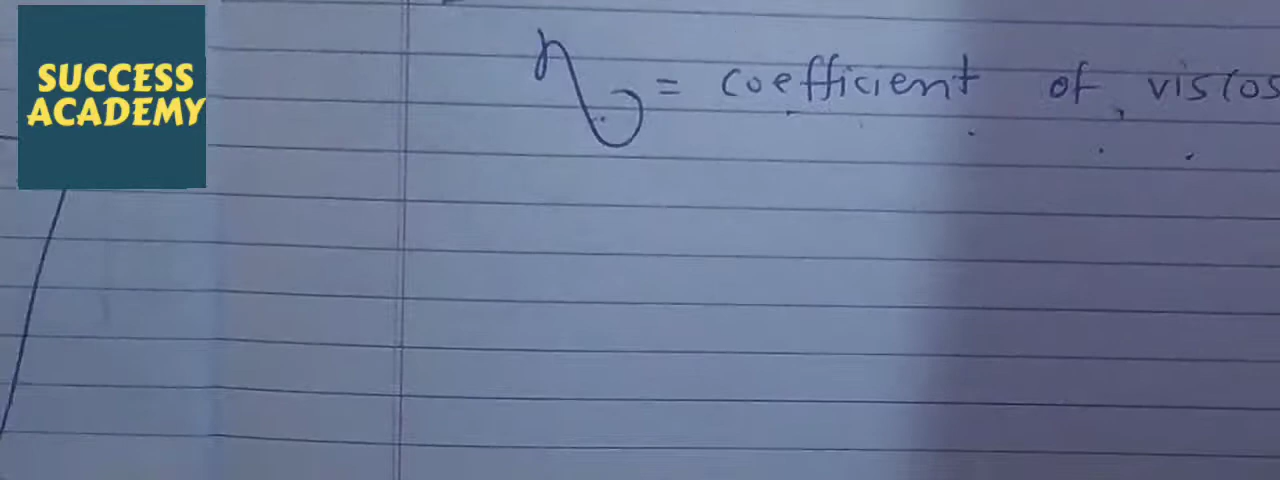 SUCCESS
ACADEMY
η = coefficient of viscos